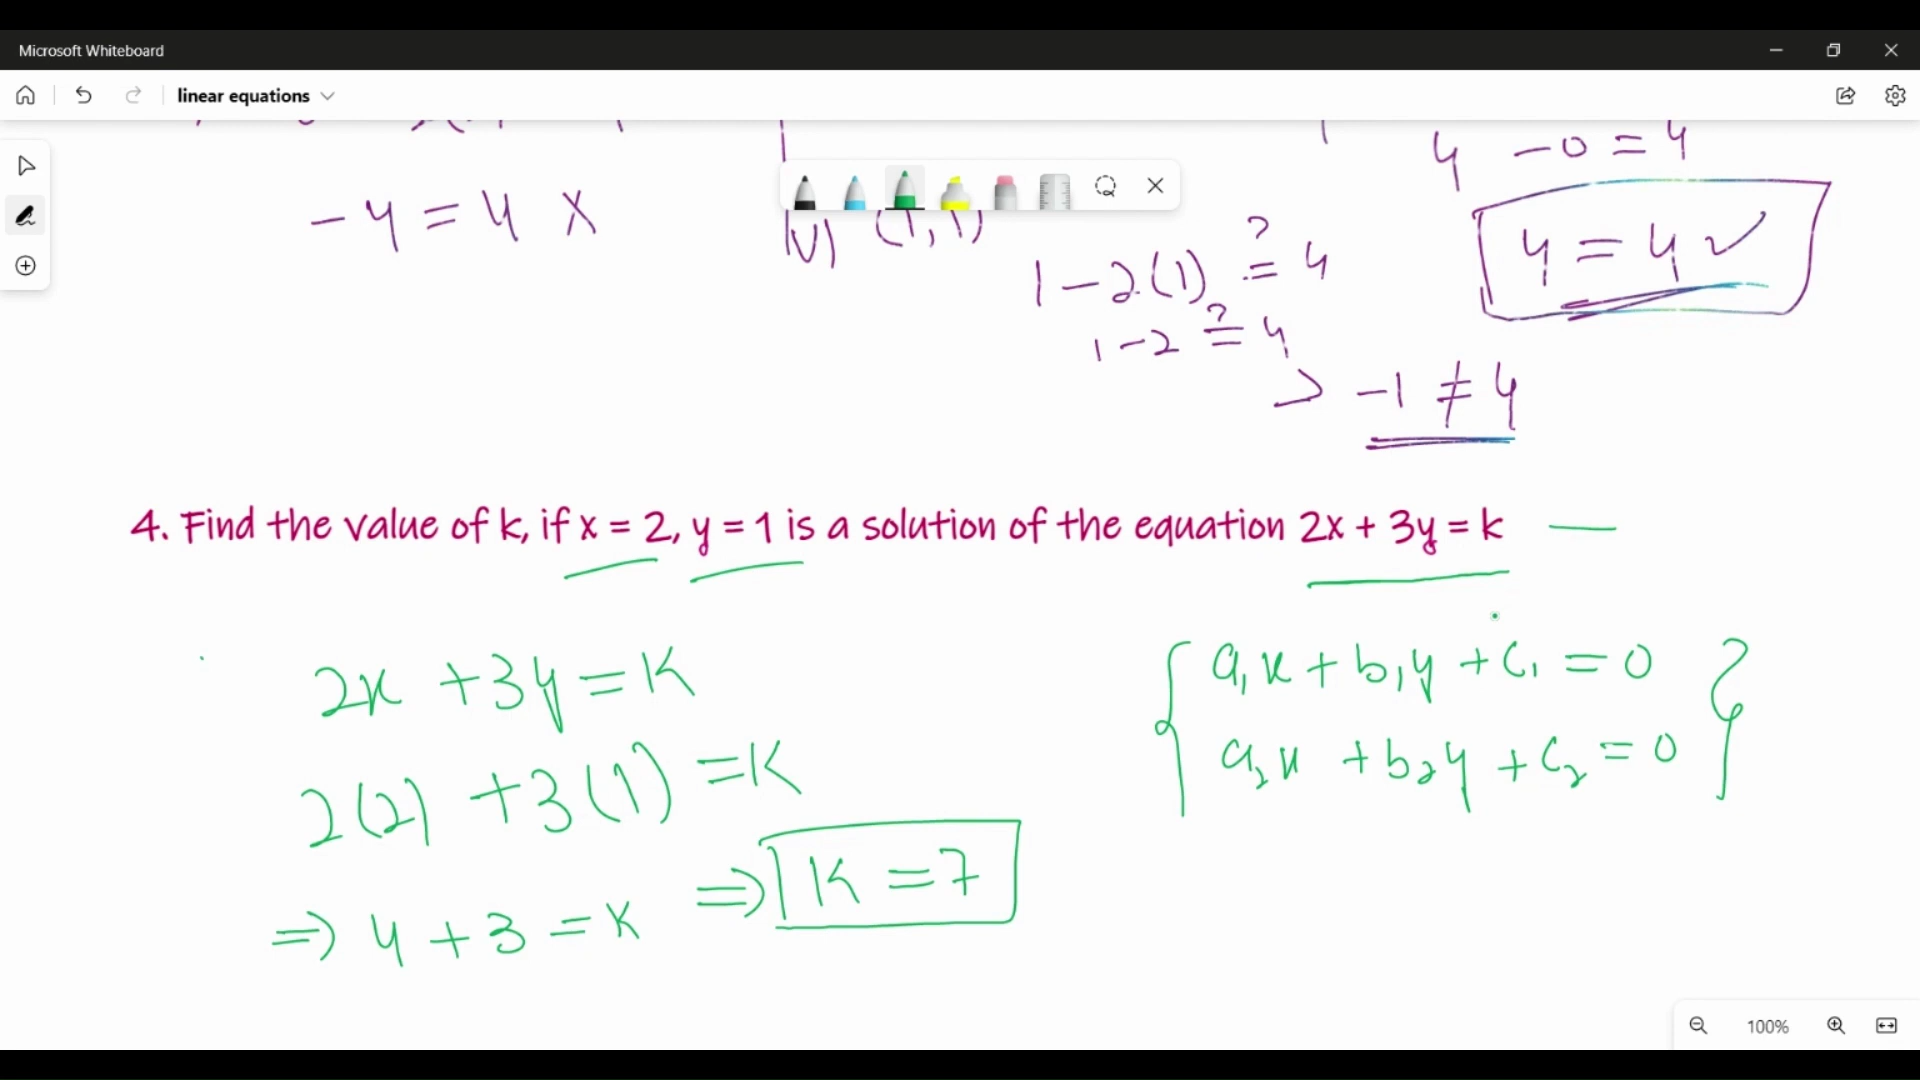 Microsoft Whiteboard
linear equations
4 - 0 = 4
- 4 = 4 X
4 = 4 ✓
(1, 1)
1 - 2(1) ?= 4
1 - 2 ?= 4
> -1 ≠ 4
4. Find the value of k, if x = 2, y = 1 is a solution of the equation 2x + 3y = k
2x + 3y = K
2(2) + 3(1) = K
⇒ 4 + 3 = K ⇒ K = 7
{ a₁x + b₁y + c₁ = 0
a₂x + b₂y + c₂ = 0 }
100%